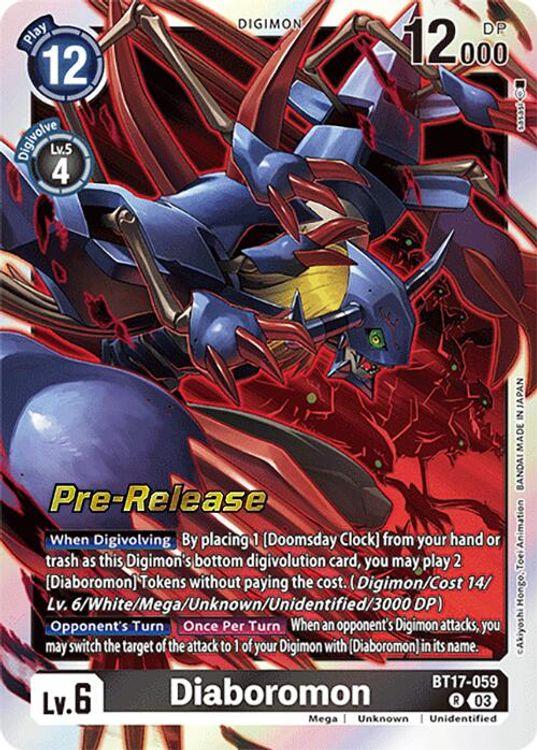 DIGIMON
Play
12
12000
DP
Digivolve
Lv.5
4
sasasi
Pre-Release
When Digivolving By placing 1 [Doomsday Clock] from your hand or
trash as this Digimon's bottom digivolution card, you may play 2
[Diaboromon] Tokens without paying the cost. (Digimon/Cost 14/
Lv. 6/White/Mega/Unknown/Unidentified/3000 DP)
Opponent's Turn Once Per Turn When an opponent's Digimon attacks, you
may switch the target of the attack to 1 of your Digimon with [Diaboromon] in its name.
©Akiyoshi Hongo, Toei Animation BANDAI MADE IN JAPAN
Lv.6
Diaboromon
BT17-059
R 03
Mega | Unknown | Unidentified